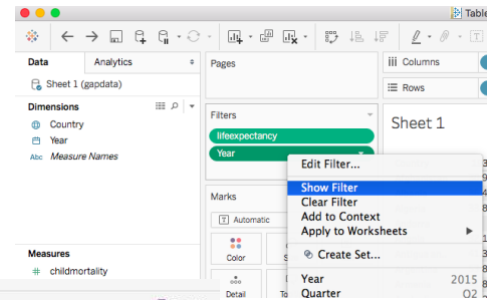 Table
Data
Analytics
Pages
Columns
Sheet 1 (gapdata)
Rows
Dimensions
Filters
Sheet 1
Country
lifeexpectancy
Year
Year
Abc Measure Names
Edit Filter...
Show Filter
Marks
Clear Filter
Add to Context
Automatic
Apply to Worksheets
Create Set...
Color
Measures
Year 2015
# childmortality
Detail
Quarter Q2